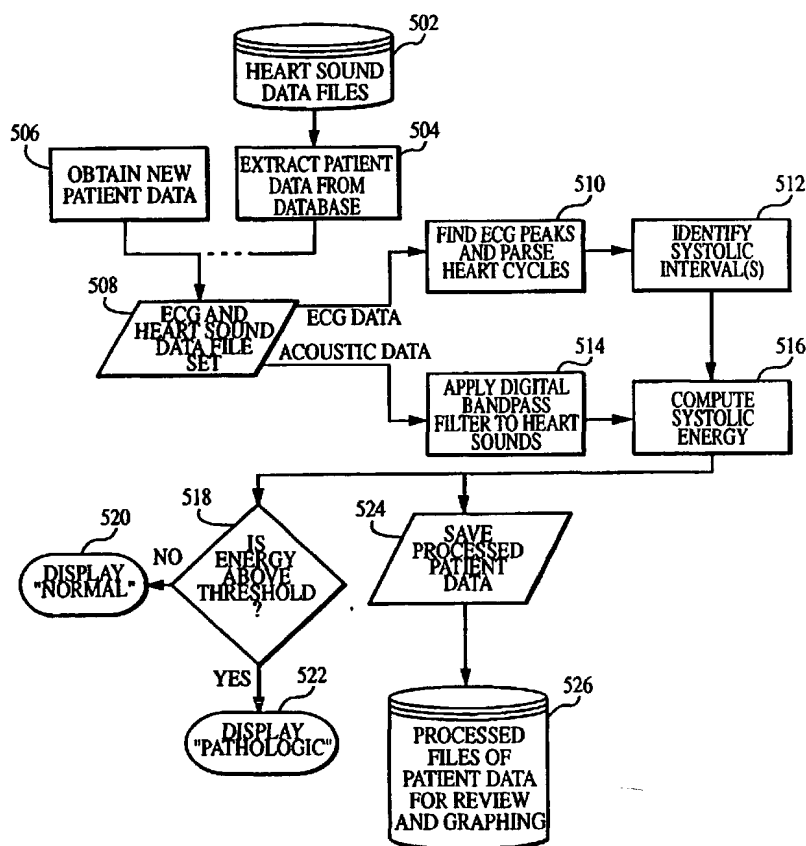 502
HEART SOUND
DATA FILES
506
OBTAIN NEW
PATIENT DATA
504
EXTRACT PATIENT
DATA FROM
DATABASE
510
FIND ECG PEAKS
AND PARSE
HEART CYCLES
512
IDENTIFY
SYSTOLIC
INTERVAL(S)
508
ECG AND
HEART SOUND
DATA FILE
SET
ECG DATA
ACOUSTIC DATA
514
APPLY DIGITAL
BANDPASS
FILTER TO HEART
SOUNDS
516
COMPUTE
SYSTOLIC
ENERGY
518
IS
ENERGY
ABOVE
THRESHOLD
?
NO
520
DISPLAY
"NORMAL"
YES
522
DISPLAY
"PATHOLOGIC"
524
SAVE
PROCESSED
PATIENT
DATA
526
PROCESSED
FILES OF
PATIENT DATA
FOR REVIEW
AND GRAPHING